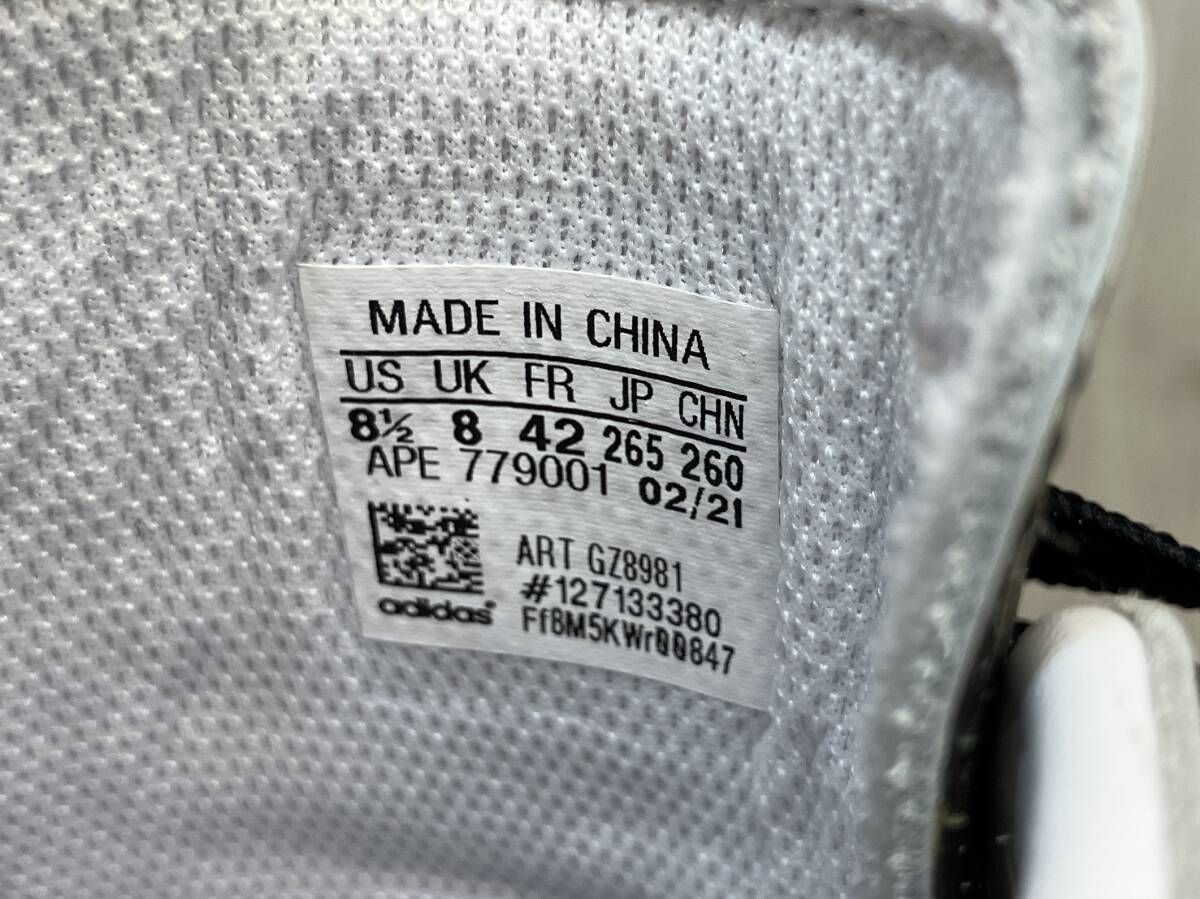 MADE IN CHINA
US UK FR JP CHN
8½ 8 42 265 260
APE 779001 02/21
ART GZ8981
#127133380
adidas
Ff8M5KWr00847